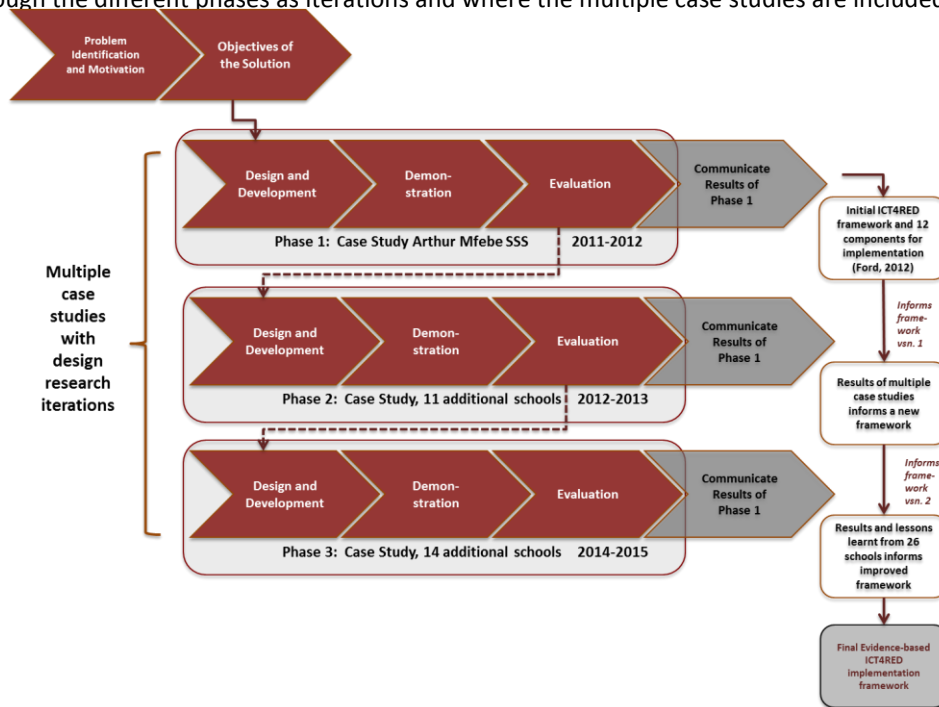 ough the different phases as iterations and where the multiple case studies are included
Problem
Identification
and Motivation
Objectives of
the Solution
Design and
Development
Demon-
stration
Evaluation
Communicate
Results of
Phase 1
Phase 1: Case Study Arthur Mfebe SSS 2011-2012
Multiple
case
studies
with
design
research
iterations
Design and
Development
Demon-
stration
Evaluation
Communicate
Results of
Phase 1
Phase 2: Case Study, 11 additional schools 2012-2013
Design and
Development
Demon-
stration
Evaluation
Communicate
Results of
Phase 1
Phase 3: Case Study, 14 additional schools 2014-2015
Initial ICT4RED
framework and 12
components for
implementation
(Ford, 2012)
Informs
frame-
work
vsn. 1
Results of multiple
case studies
informs a new
framework
Informs
frame-
work
vsn. 2
Results and lessons
learnt from 26
schools informs
improved
framework
Final Evidence-based
ICT4RED
implementation
framework